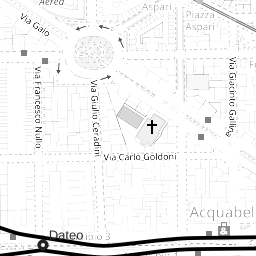 Aerea
Aspari
Piazza
Aspari
Via Gaio
Via Francesco Nullo
Via Giulio Ceradini
Via Giacinto Gallina
Via Carlo Goldoni
Acquabel
Dateo
3